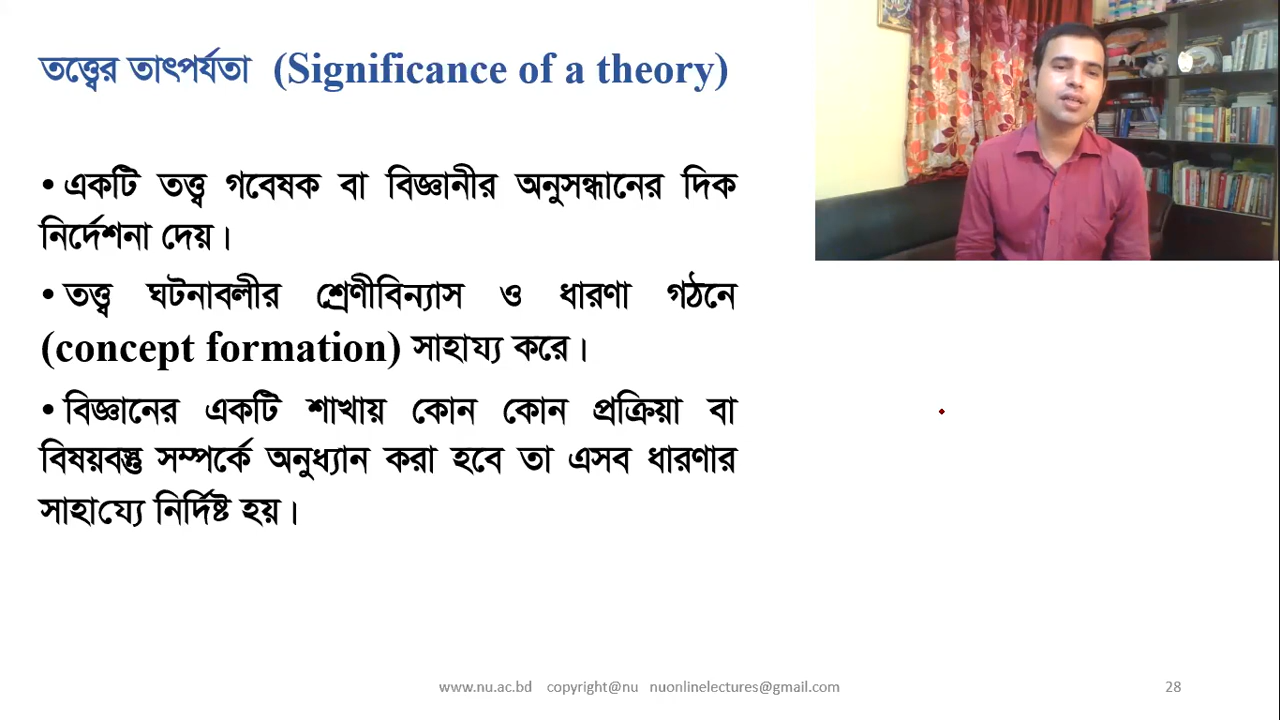 তত্ত্বের তাৎপর্যতা (Significance of a theory)
• একটি তত্ত্ব গবেষক বা বিজ্ঞানীর অনুসন্ধানের দিক
নির্দেশনা দেয়।
• তত্ত্ব ঘটনাবলীর শ্রেণীবিন্যাস ও ধারণা গঠনে
(concept formation) সাহায্য করে।
• বিজ্ঞানের একটি শাখায় কোন কোন প্রক্রিয়া বা
বিষয়বস্তু সম্পর্কে অনুধ্যান করা হবে তা এসব ধারণার
সাহায্যে নির্দিষ্ট হয়।
www.nu.ac.bd copyright@nu nuonlinelectures@gmail.com
28